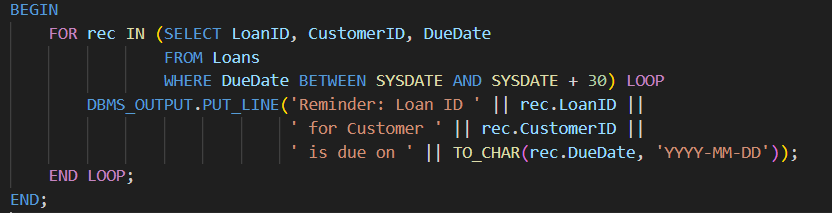 BEGIN
    FOR rec IN (SELECT LoanID, CustomerID, DueDate
                FROM Loans
                WHERE DueDate BETWEEN SYSDATE AND SYSDATE + 30) LOOP
        DBMS_OUTPUT.PUT_LINE('Reminder: Loan ID ' || rec.LoanID ||
                             ' for Customer ' || rec.CustomerID ||
                             ' is due on ' || TO_CHAR(rec.DueDate, 'YYYY-MM-DD'));
    END LOOP;
END;